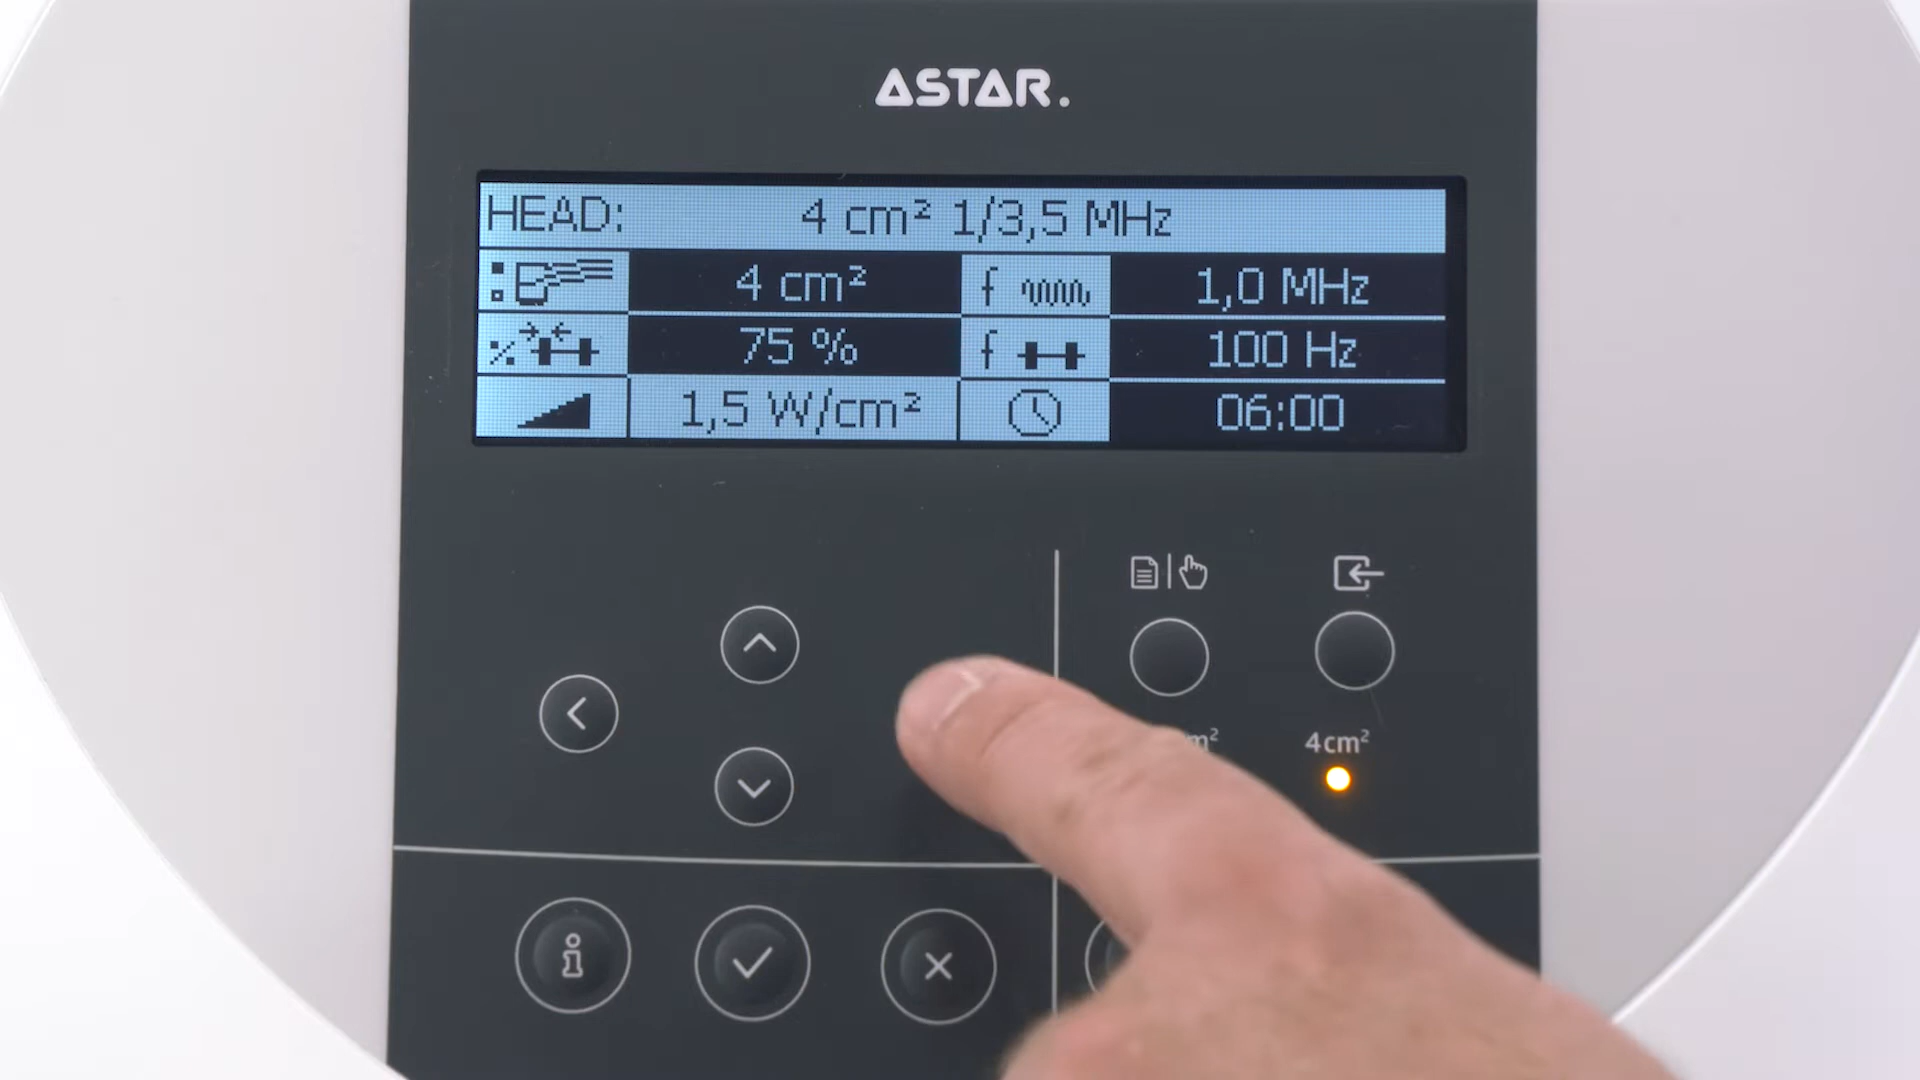 ASTAR.
HEAD: 4 cm² 1/3,5 MHz
4 cm² f 1,0 MHz
% 75 % f 100 Hz
1,5 W/cm² 06:00
4cm²